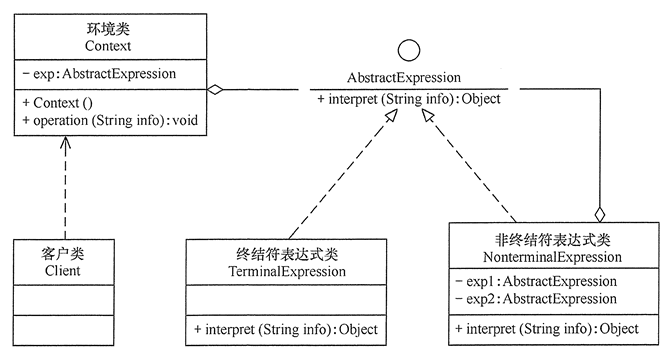 环境类
Context
− exp:AbstractExpression
+ Context()
+ operation(String info):void
AbstractExpression
+ interpret(String info):Object
客户类
Client
终结符表达式类
TerminalExpression
+ interpret(String info):Object
非终结符表达式类
NonterminalExpression
− exp1:AbstractExpression
− exp2:AbstractExpression
+ interpret(String info):Object